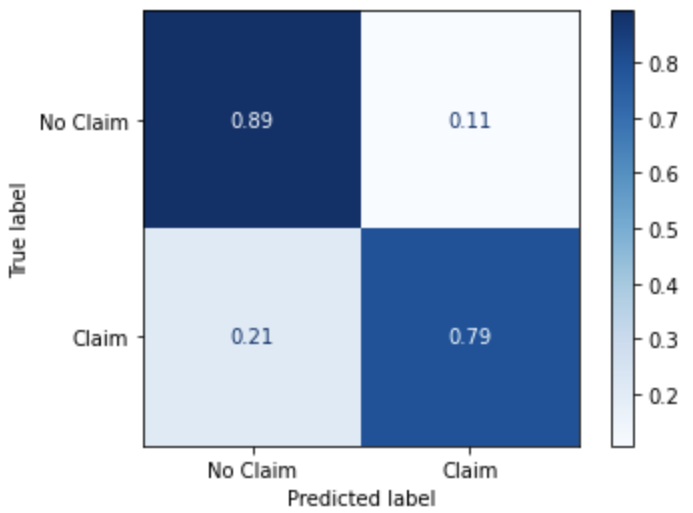 No Claim
0.89
0.11
Claim
0.21
0.79
True label
No Claim
Claim
Predicted label
0.8
0.7
0.6
0.5
0.4
0.3
0.2